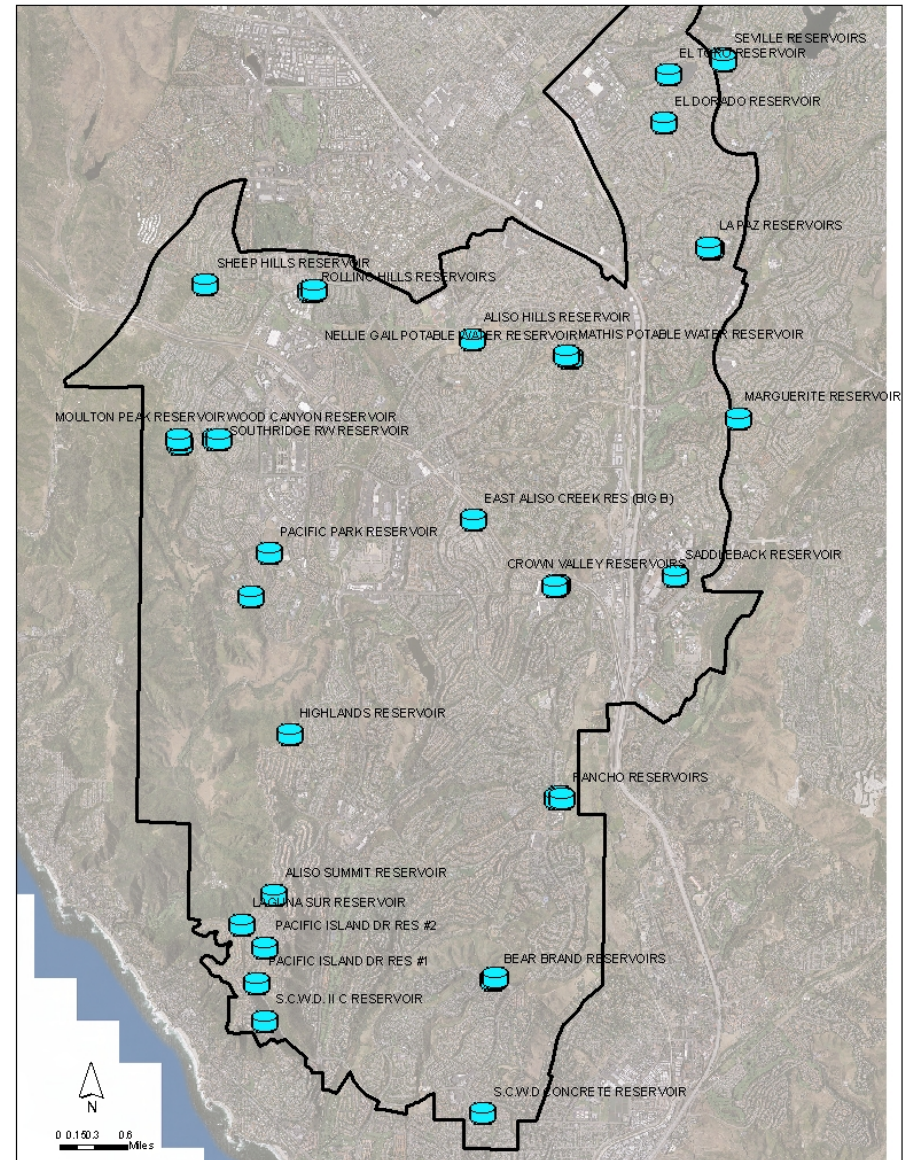 SEVILLE RESERVOIRS
EL TORO RESERVOIR
EL DORADO RESERVOIR
LA PAZ RESERVOIRS
SHEEP HILLS RESERVOIR
ROLLING HILLS RESERVOIRS
ALISO HILLS RESERVOIR
NELLIE GAIL POTABLE WATER RESERVOIR
MATHIS POTABLE WATER RESERVOIR
MARGUERITE RESERVOIR
MOULTON PEAK RESERVOIR
WOOD CANYON RESERVOIR
SOUTHRIDGE RW RESERVOIR
EAST ALISO CREEK RES (BIG B)
PACIFIC PARK RESERVOIR
CROWN VALLEY RESERVOIRS
SADDLEBACK RESERVOIR
HIGHLANDS RESERVOIR
RANCHO RESERVOIRS
ALISO SUMMIT RESERVOIR
LAGUNA SUR RESERVOIR
PACIFIC ISLAND DR RES #2
PACIFIC ISLAND DR RES #1
BEAR BRAND RESERVOIRS
S.C.W.D. II C RESERVOIR
S.C.W.D CONCRETE RESERVOIR
N
0 0.15 0.3 0.6
Miles